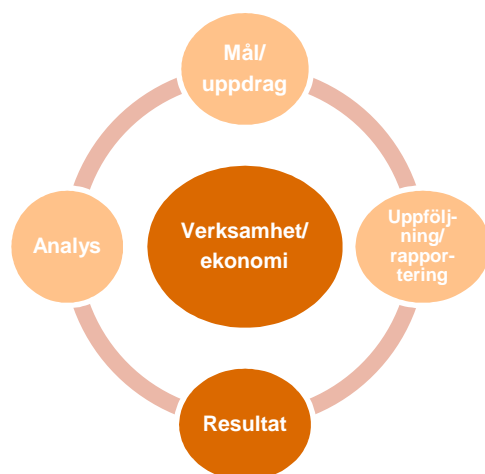 Mål/
uppdrag
Uppfölj-
ning/
rappor-
tering
Verksamhet/
ekonomi
Analys
Resultat